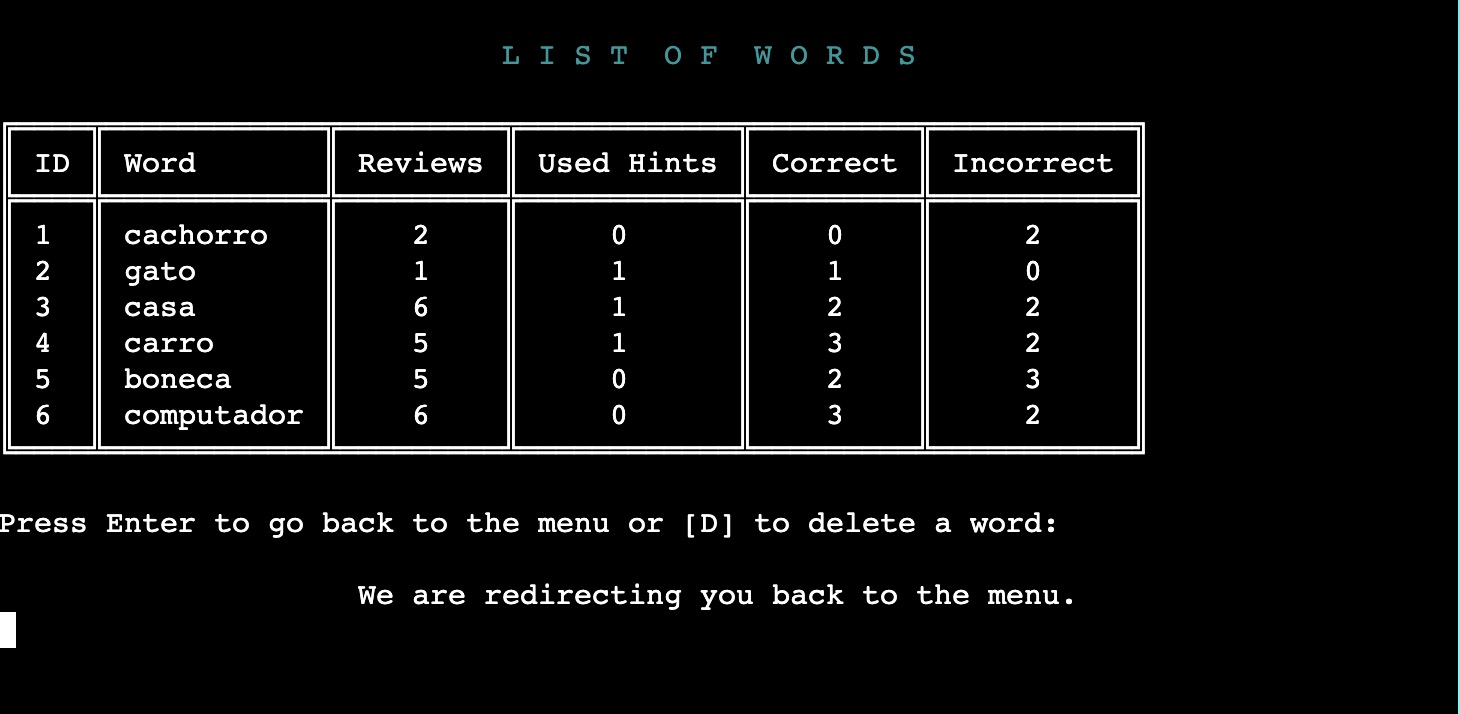 L I S T  O F  W O R D S
ID Word Reviews Used Hints Correct Incorrect
1 cachorro 2 0 0 2
2 gato 1 1 1 0
3 casa 6 1 2 2
4 carro 5 1 3 2
5 boneca 5 0 2 3
6 computador 6 0 3 2
Press Enter to go back to the menu or [D] to delete a word:
We are redirecting you back to the menu.